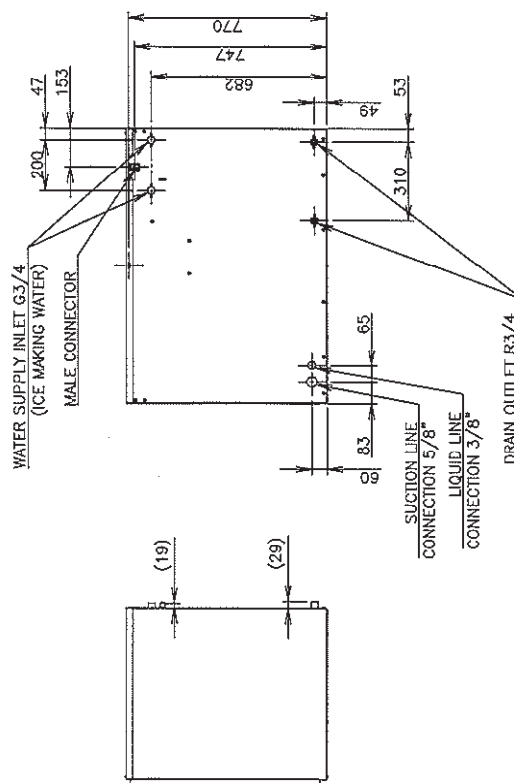 770
747
682
47
153
200
WATER SUPPLY INLET G3/4
(ICE MAKING WATER)
MALE CONNECTOR
49
53
310
65
83
60
SUCTION LINE
CONNECTION 5/8"
LIQUID LINE
CONNECTION 3/8"
DRAIN OUTLET R3/4
(19)
(29)